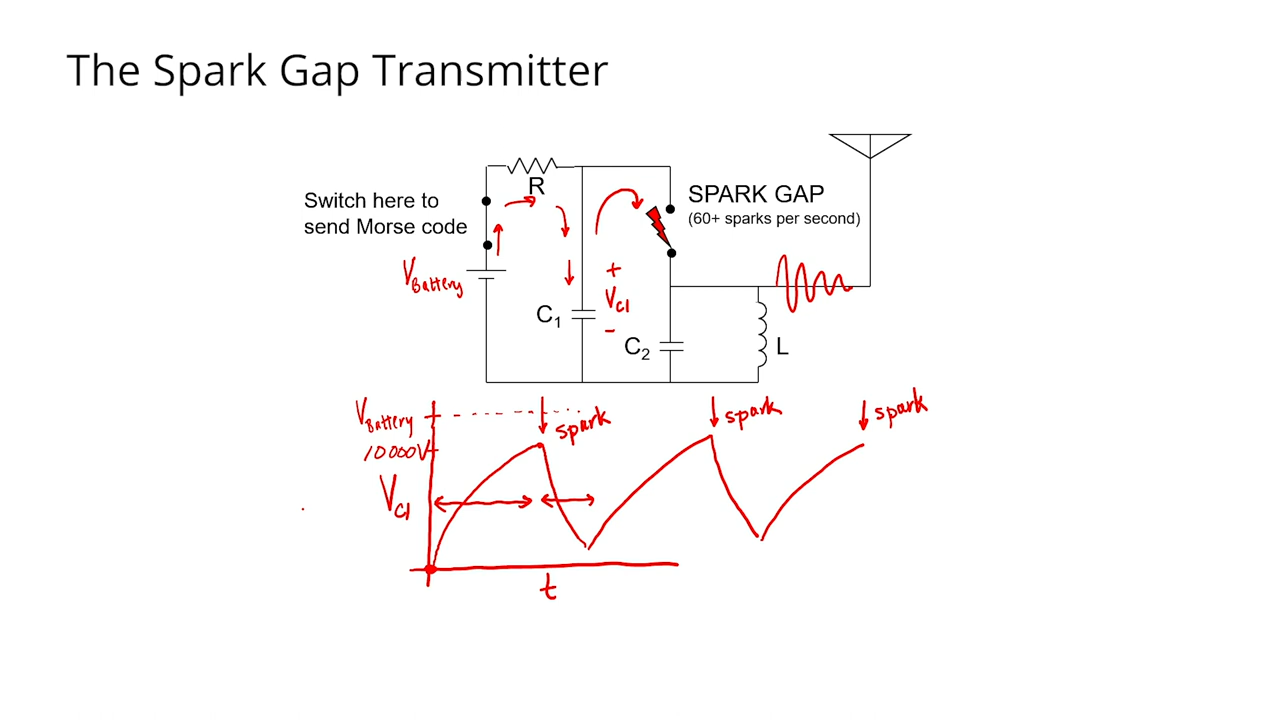 The Spark Gap Transmitter
R
Switch here to
send Morse code
SPARK GAP
(60+ sparks per second)
VBattery
+
VC1
-
C1
C2
L
VBattery
10000V
VC1
spark
spark
spark
t